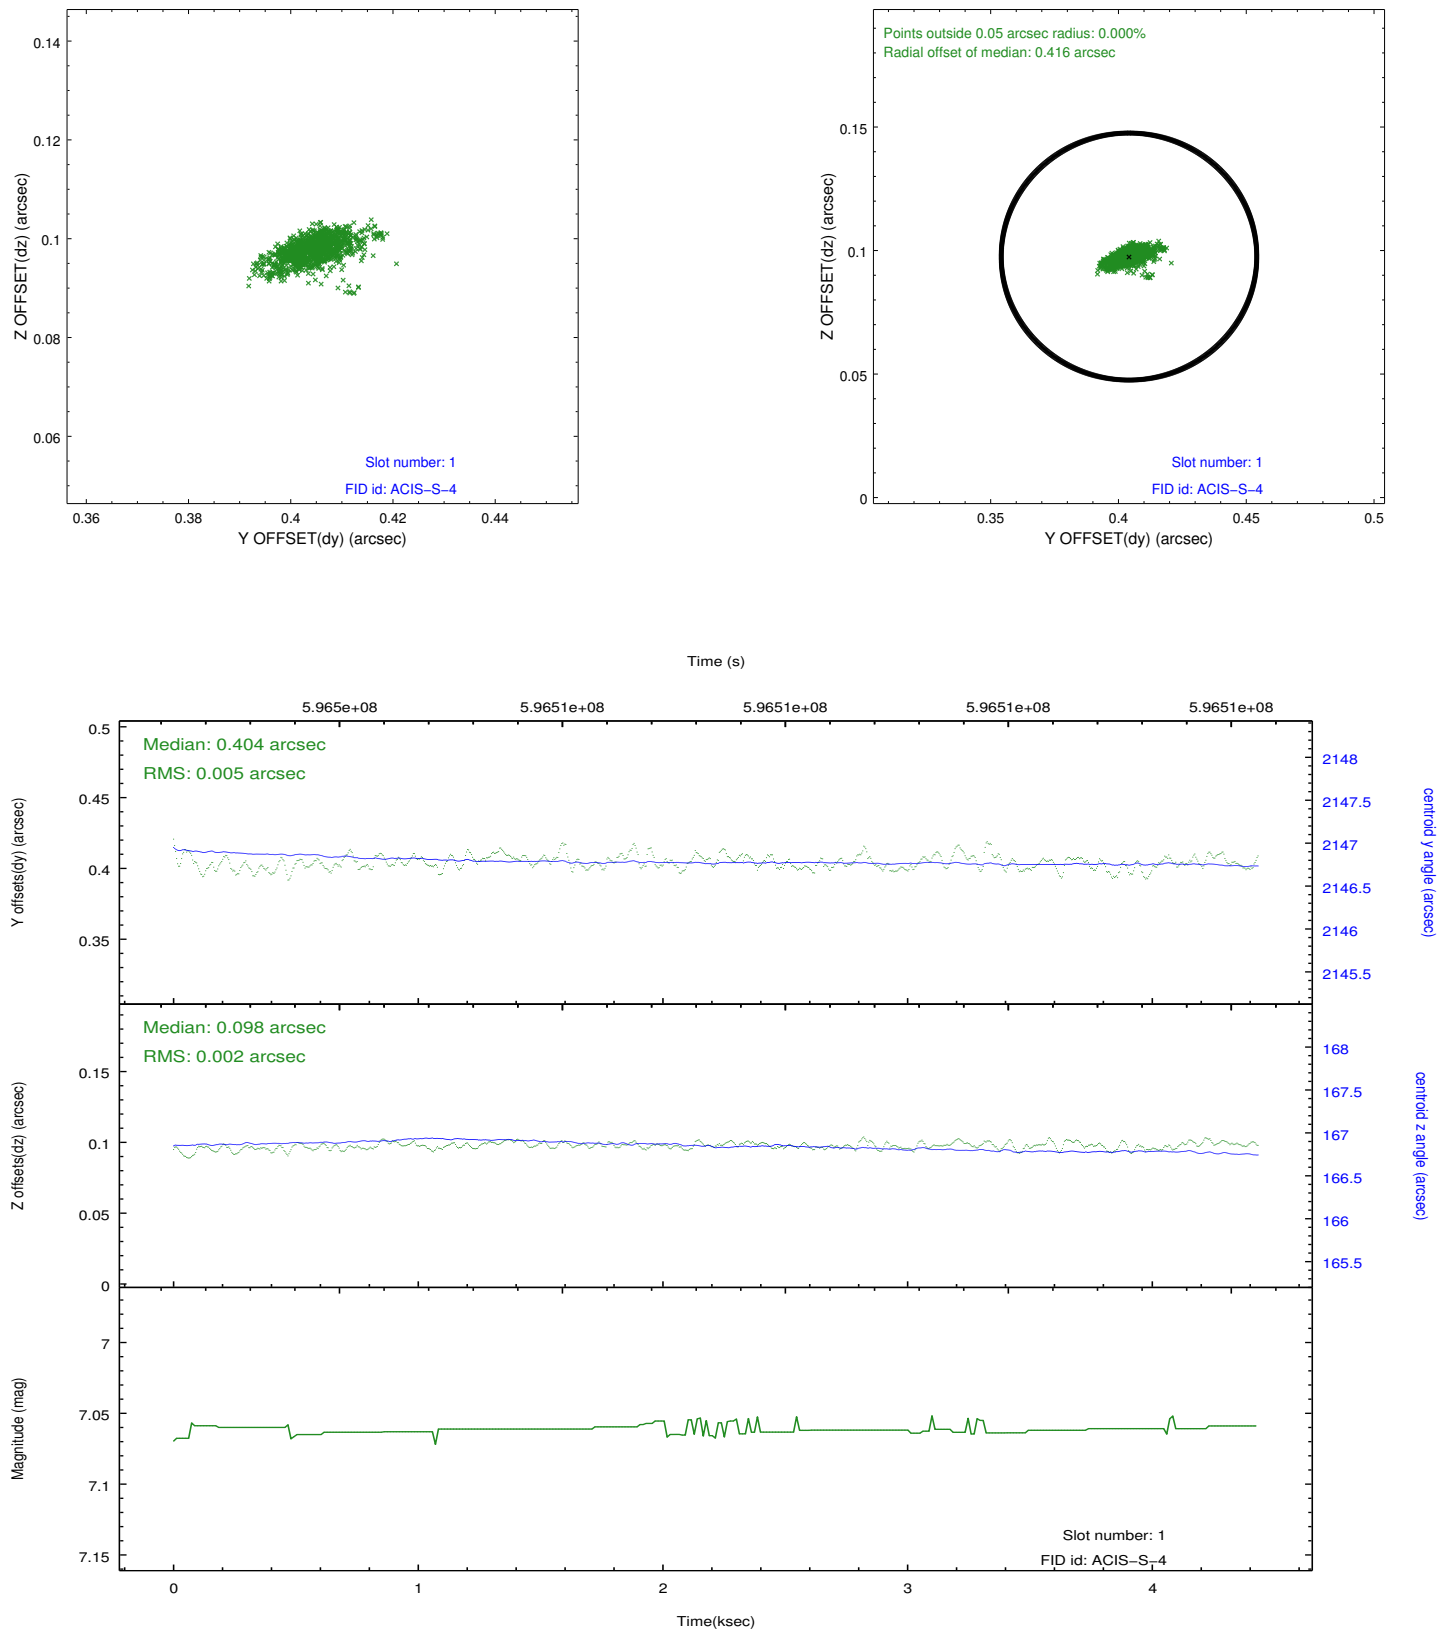 0.14
0.12
0.1
0.08
0.06
Z OFFSET(dz) (arcsec)
Slot number: 1
FID id: ACIS−S−4
0.36 0.38 0.4 0.42 0.44
Y OFFSET(dy) (arcsec)
Points outside 0.05 arcsec radius: 0.000%
Radial offset of median: 0.416 arcsec
0.15
0.1
0.05
0
Z OFFSET(dz) (arcsec)
Slot number: 1
FID id: ACIS−S−4
0.35 0.4 0.45 0.5
Y OFFSET(dy) (arcsec)
Time (s)
5.965e+08 5.9651e+08 5.9651e+08 5.9651e+08 5.9651e+08
Median: 0.404 arcsec
RMS: 0.005 arcsec
0.5
0.45
0.4
0.35
Y offsets(dy) (arcsec)
2148
2147.5
2147
2146.5
2146
2145.5
centroid y angle (arcsec)
Median: 0.098 arcsec
RMS: 0.002 arcsec
0.15
0.1
0.05
0
Z offsets(dz) (arcsec)
168
167.5
167
166.5
166
165.5
centroid z angle (arcsec)
7
7.05
7.1
7.15
Magnitude (mag)
Slot number: 1
FID id: ACIS−S−4
0 1 2 3 4
Time(ksec)